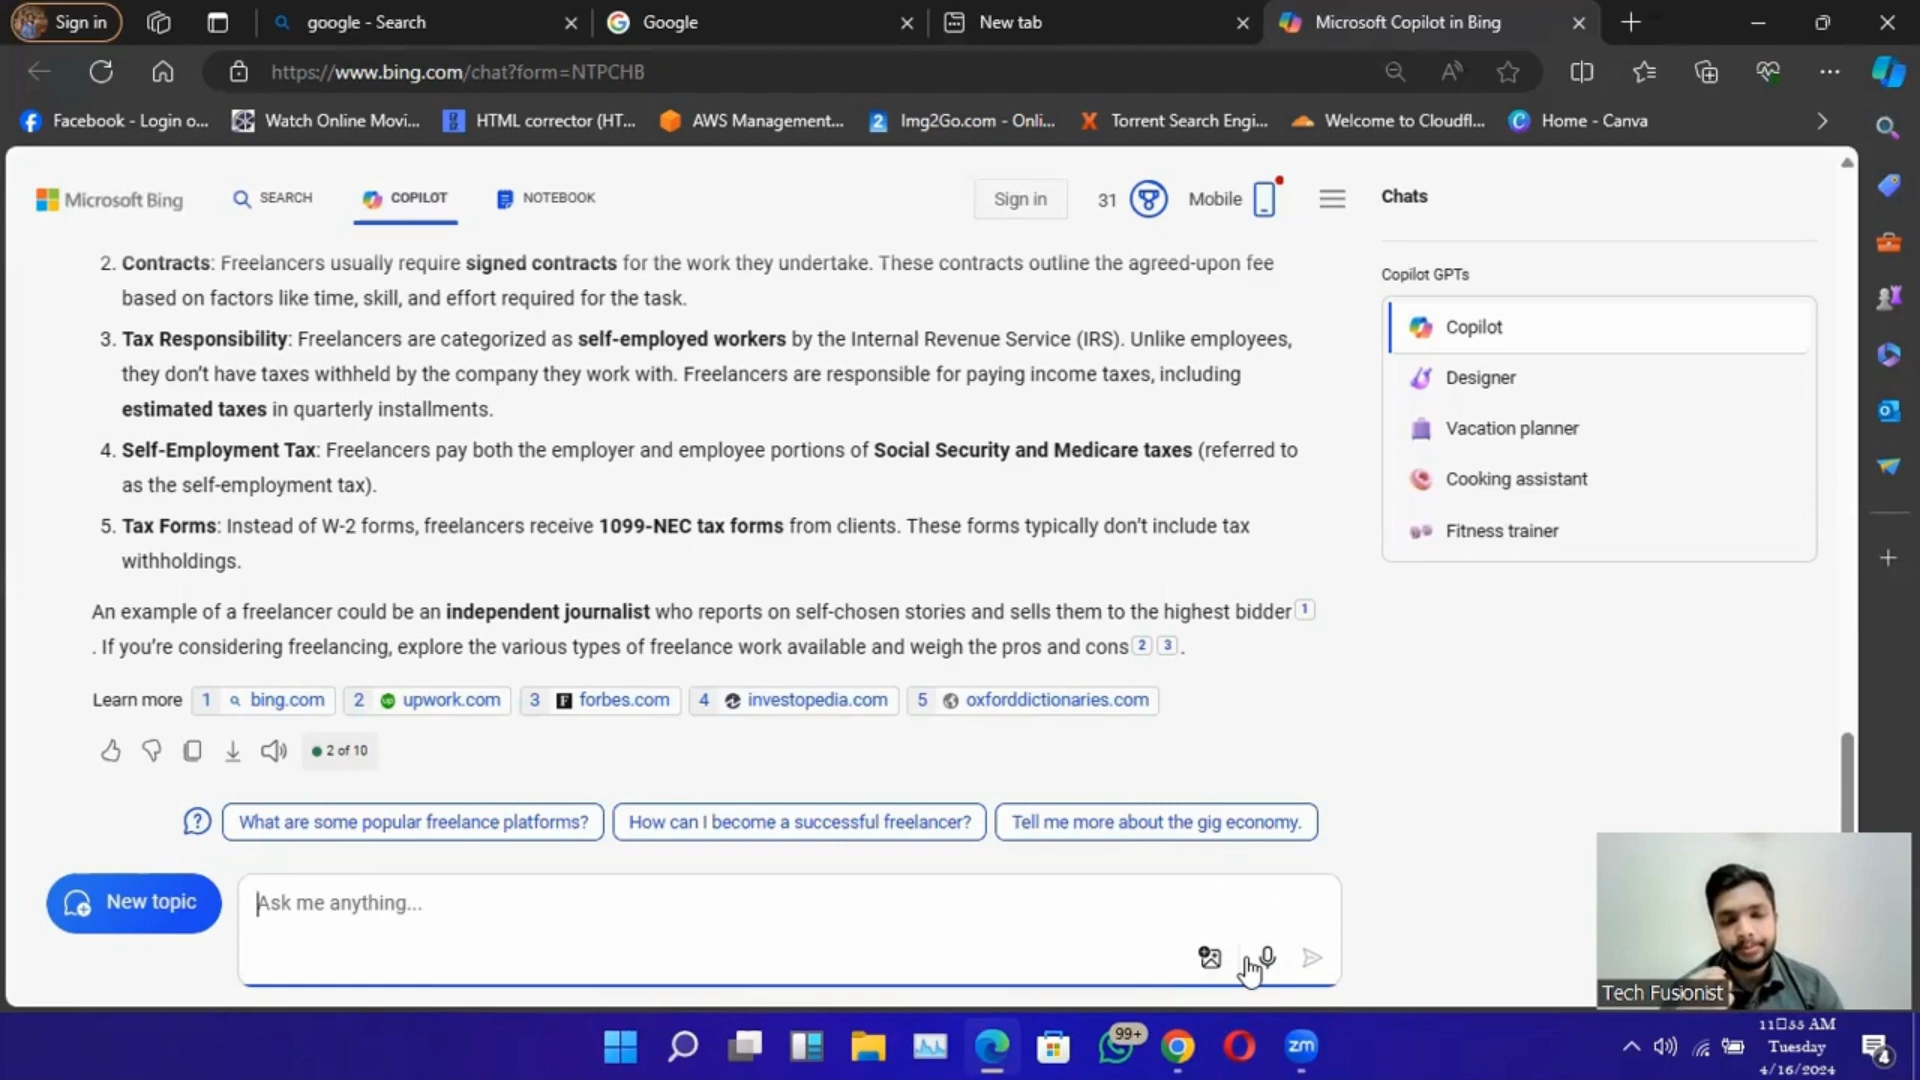 Sign in
google - Search
Google
New tab
Microsoft Copilot in Bing
https://www.bing.com/chat?form=NTPCHB
Facebook - Login o...
Watch Online Movi...
HTML corrector (HT...
AWS Management...
Img2Go.com - Onli...
Torrent Search Engi...
Welcome to Cloudfl...
Home - Canva
Microsoft Bing
SEARCH
COPILOT
NOTEBOOK
Sign in
31
Mobile
Chats
2. Contracts: Freelancers usually require signed contracts for the work they undertake. These contracts outline the agreed-upon fee
based on factors like time, skill, and effort required for the task.
3. Tax Responsibility: Freelancers are categorized as self-employed workers by the Internal Revenue Service (IRS). Unlike employees,
they don't have taxes withheld by the company they work with. Freelancers are responsible for paying income taxes, including
estimated taxes in quarterly installments.
4. Self-Employment Tax: Freelancers pay both the employer and employee portions of Social Security and Medicare taxes (referred to
as the self-employment tax).
5. Tax Forms: Instead of W-2 forms, freelancers receive 1099-NEC tax forms from clients. These forms typically don't include tax
withholdings.
An example of a freelancer could be an independent journalist who reports on self-chosen stories and sells them to the highest bidder 1
. If you're considering freelancing, explore the various types of freelance work available and weigh the pros and cons 2 3 .
Learn more 1 bing.com 2 upwork.com 3 forbes.com 4 investopedia.com 5 oxforddictionaries.com
2 of 10
What are some popular freelance platforms?
How can I become a successful freelancer?
Tell me more about the gig economy.
New topic
Ask me anything...
Copilot GPTs
Copilot
Designer
Vacation planner
Cooking assistant
Fitness trainer
Tech Fusionist
99+
zm
11□55 AM
Tuesday
4/16/2024
4